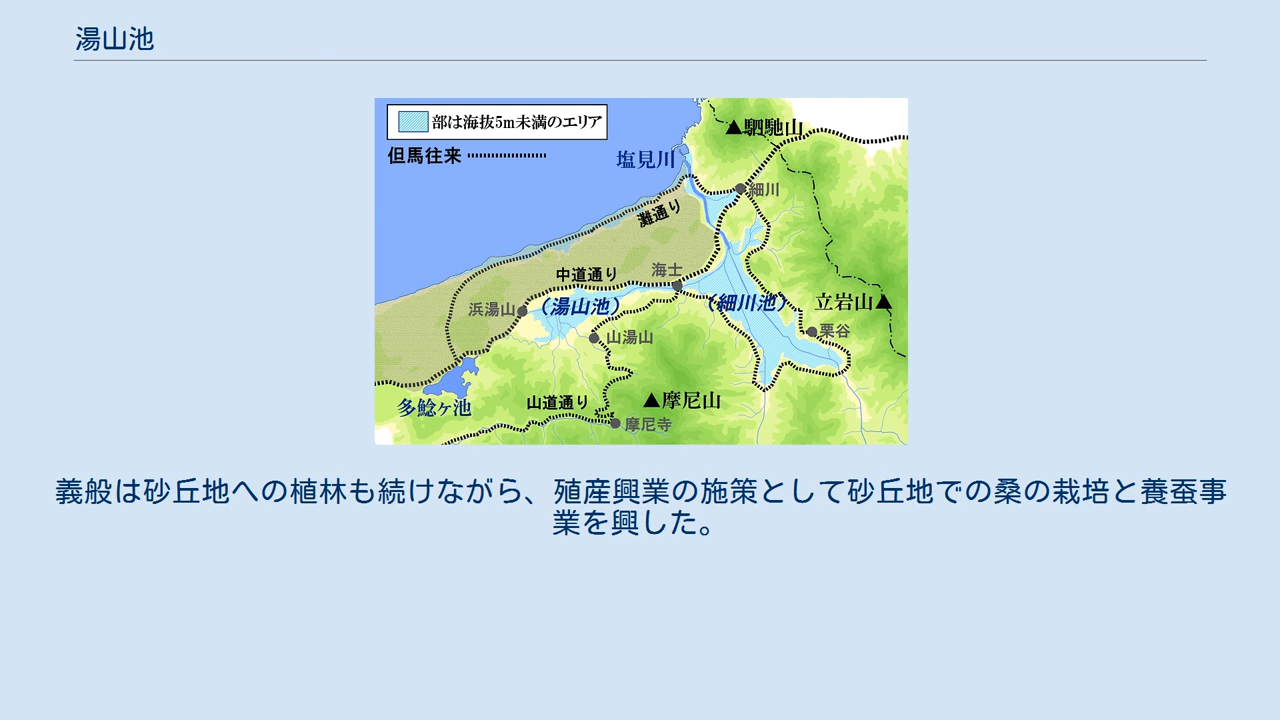 湯山池
部は海抜5m未満のエリア
但馬往来
駟馳山
塩見川
細川
灘通り
中道通り
海士
浜湯山
（湯山池）
（細川池）
立岩山
栗谷
山湯山
多鯰ヶ池
山道通り
摩尼山
摩尼寺
義般は砂丘地への植林も続けながら、殖産興業の施策として砂丘地での桑の栽培と養蚕事
業を興した。